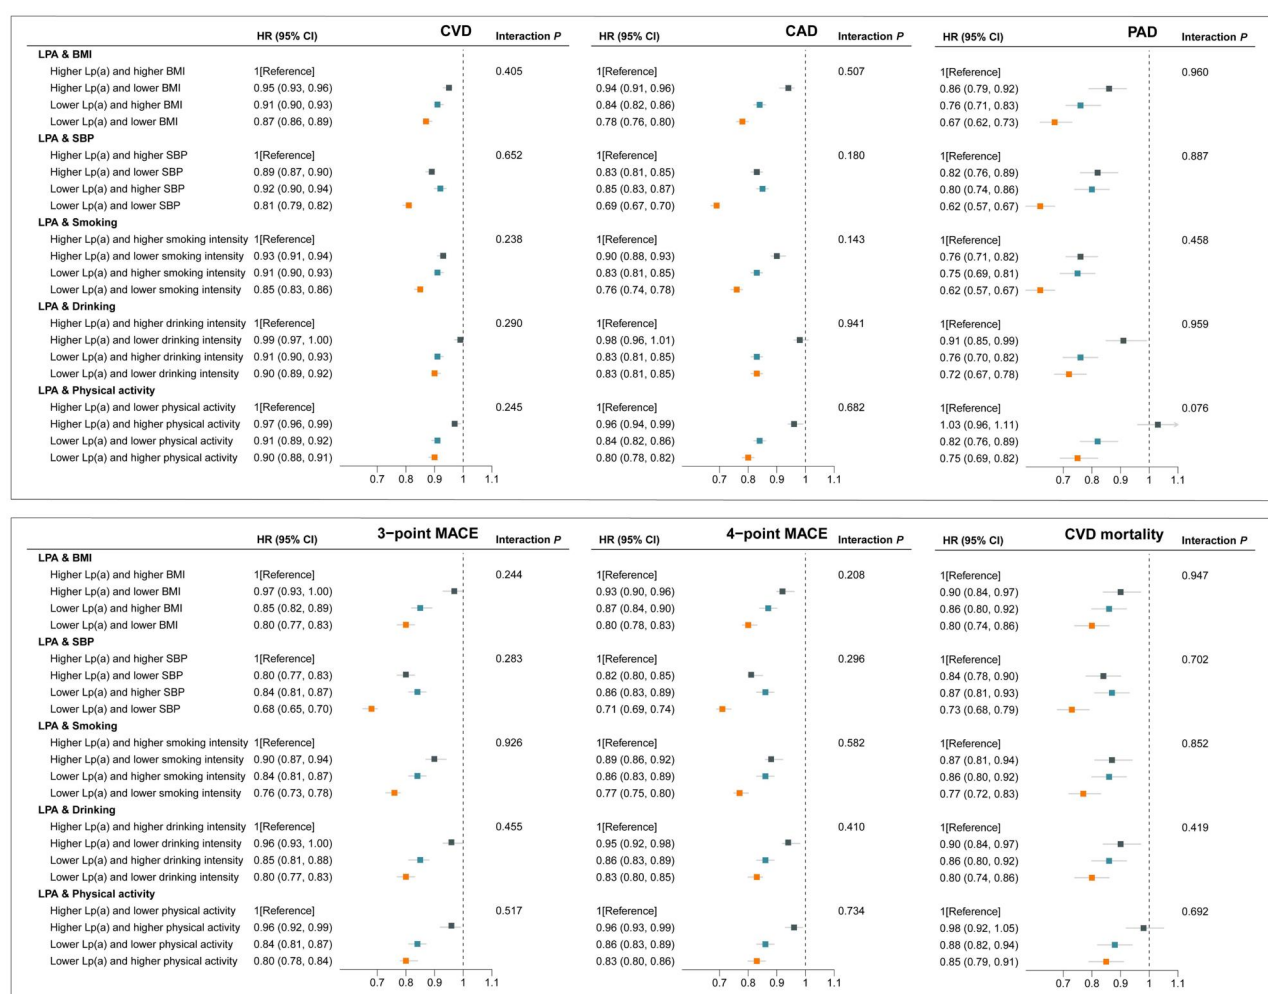 HR (95% CI) CVD Interaction P HR (95% CI) CAD Interaction P HR (95% CI) PAD Interaction P
LPA & BMI
Higher Lp(a) and higher BMI 1[Reference] 0.405 1[Reference] 0.507 1[Reference] 0.960
Higher Lp(a) and lower BMI 0.95 (0.93, 0.96) 0.94 (0.91, 0.96) 0.86 (0.79, 0.92)
Lower Lp(a) and higher BMI 0.91 (0.90, 0.93) 0.84 (0.82, 0.86) 0.76 (0.71, 0.83)
Lower Lp(a) and lower BMI 0.87 (0.86, 0.89) 0.78 (0.76, 0.80) 0.67 (0.62, 0.73)
LPA & SBP
Higher Lp(a) and higher SBP 1[Reference] 0.652 1[Reference] 0.180 1[Reference] 0.887
Higher Lp(a) and lower SBP 0.89 (0.87, 0.90) 0.83 (0.81, 0.85) 0.82 (0.76, 0.89)
Lower Lp(a) and higher SBP 0.92 (0.90, 0.94) 0.85 (0.83, 0.87) 0.80 (0.74, 0.86)
Lower Lp(a) and lower SBP 0.81 (0.79, 0.82) 0.69 (0.67, 0.70) 0.62 (0.57, 0.67)
LPA & Smoking
Higher Lp(a) and higher smoking intensity 1[Reference] 0.238 1[Reference] 0.143 1[Reference] 0.458
Higher Lp(a) and lower smoking intensity 0.93 (0.91, 0.94) 0.90 (0.88, 0.93) 0.76 (0.71, 0.82)
Lower Lp(a) and higher smoking intensity 0.91 (0.90, 0.93) 0.83 (0.81, 0.85) 0.75 (0.69, 0.81)
Lower Lp(a) and lower smoking intensity 0.85 (0.83, 0.86) 0.76 (0.74, 0.78) 0.62 (0.57, 0.67)
LPA & Drinking
Higher Lp(a) and higher drinking intensity 1[Reference] 0.290 1[Reference] 0.941 1[Reference] 0.959
Higher Lp(a) and lower drinking intensity 0.99 (0.97, 1.00) 0.98 (0.96, 1.01) 0.91 (0.85, 0.99)
Lower Lp(a) and higher drinking intensity 0.91 (0.90, 0.93) 0.83 (0.81, 0.85) 0.76 (0.70, 0.82)
Lower Lp(a) and lower drinking intensity 0.90 (0.89, 0.92) 0.83 (0.81, 0.85) 0.72 (0.67, 0.78)
LPA & Physical activity
Higher Lp(a) and lower physical activity 1[Reference] 0.245 1[Reference] 0.682 1[Reference] 0.076
Higher Lp(a) and higher physical activity 0.97 (0.96, 0.99) 0.96 (0.94, 0.99) 1.03 (0.96, 1.11)
Lower Lp(a) and lower physical activity 0.91 (0.89, 0.92) 0.84 (0.82, 0.86) 0.82 (0.76, 0.89)
Lower Lp(a) and higher physical activity 0.90 (0.88, 0.91) 0.80 (0.78, 0.82) 0.75 (0.69, 0.82)
0.7 0.8 0.9 1 1.1 0.7 0.8 0.9 1 1.1 0.7 0.8 0.9 1 1.1
HR (95% CI) 3−point MACE Interaction P HR (95% CI) 4−point MACE Interaction P HR (95% CI) CVD mortality Interaction P
LPA & BMI
Higher Lp(a) and higher BMI 1[Reference] 0.244 1[Reference] 0.208 1[Reference] 0.947
Higher Lp(a) and lower BMI 0.97 (0.93, 1.00) 0.93 (0.90, 0.96) 0.90 (0.84, 0.97)
Lower Lp(a) and higher BMI 0.85 (0.82, 0.89) 0.87 (0.84, 0.90) 0.86 (0.80, 0.92)
Lower Lp(a) and lower BMI 0.80 (0.77, 0.83) 0.80 (0.78, 0.83) 0.80 (0.74, 0.86)
LPA & SBP
Higher Lp(a) and higher SBP 1[Reference] 0.283 1[Reference] 0.296 1[Reference] 0.702
Higher Lp(a) and lower SBP 0.80 (0.77, 0.83) 0.82 (0.80, 0.85) 0.84 (0.78, 0.90)
Lower Lp(a) and higher SBP 0.84 (0.81, 0.87) 0.86 (0.83, 0.89) 0.87 (0.81, 0.93)
Lower Lp(a) and lower SBP 0.68 (0.65, 0.70) 0.71 (0.69, 0.74) 0.73 (0.68, 0.79)
LPA & Smoking
Higher Lp(a) and higher smoking intensity 1[Reference] 0.926 1[Reference] 0.582 1[Reference] 0.852
Higher Lp(a) and lower smoking intensity 0.90 (0.87, 0.94) 0.89 (0.86, 0.92) 0.87 (0.81, 0.94)
Lower Lp(a) and higher smoking intensity 0.84 (0.81, 0.87) 0.86 (0.83, 0.89) 0.86 (0.80, 0.92)
Lower Lp(a) and lower smoking intensity 0.76 (0.73, 0.78) 0.77 (0.75, 0.80) 0.77 (0.72, 0.83)
LPA & Drinking
Higher Lp(a) and higher drinking intensity 1[Reference] 0.455 1[Reference] 0.410 1[Reference] 0.419
Higher Lp(a) and lower drinking intensity 0.96 (0.93, 1.00) 0.95 (0.92, 0.98) 0.90 (0.84, 0.97)
Lower Lp(a) and higher drinking intensity 0.85 (0.81, 0.88) 0.86 (0.83, 0.89) 0.86 (0.80, 0.92)
Lower Lp(a) and lower drinking intensity 0.80 (0.77, 0.83) 0.83 (0.80, 0.85) 0.80 (0.74, 0.86)
LPA & Physical activity
Higher Lp(a) and lower physical activity 1[Reference] 0.517 1[Reference] 0.734 1[Reference] 0.692
Higher Lp(a) and higher physical activity 0.96 (0.92, 0.99) 0.96 (0.93, 0.99) 0.98 (0.92, 1.05)
Lower Lp(a) and lower physical activity 0.84 (0.81, 0.87) 0.86 (0.83, 0.89) 0.88 (0.82, 0.94)
Lower Lp(a) and higher physical activity 0.80 (0.78, 0.84) 0.83 (0.80, 0.86) 0.85 (0.79, 0.91)
0.7 0.8 0.9 1 1.1 0.7 0.8 0.9 1 1.1 0.7 0.8 0.9 1 1.1